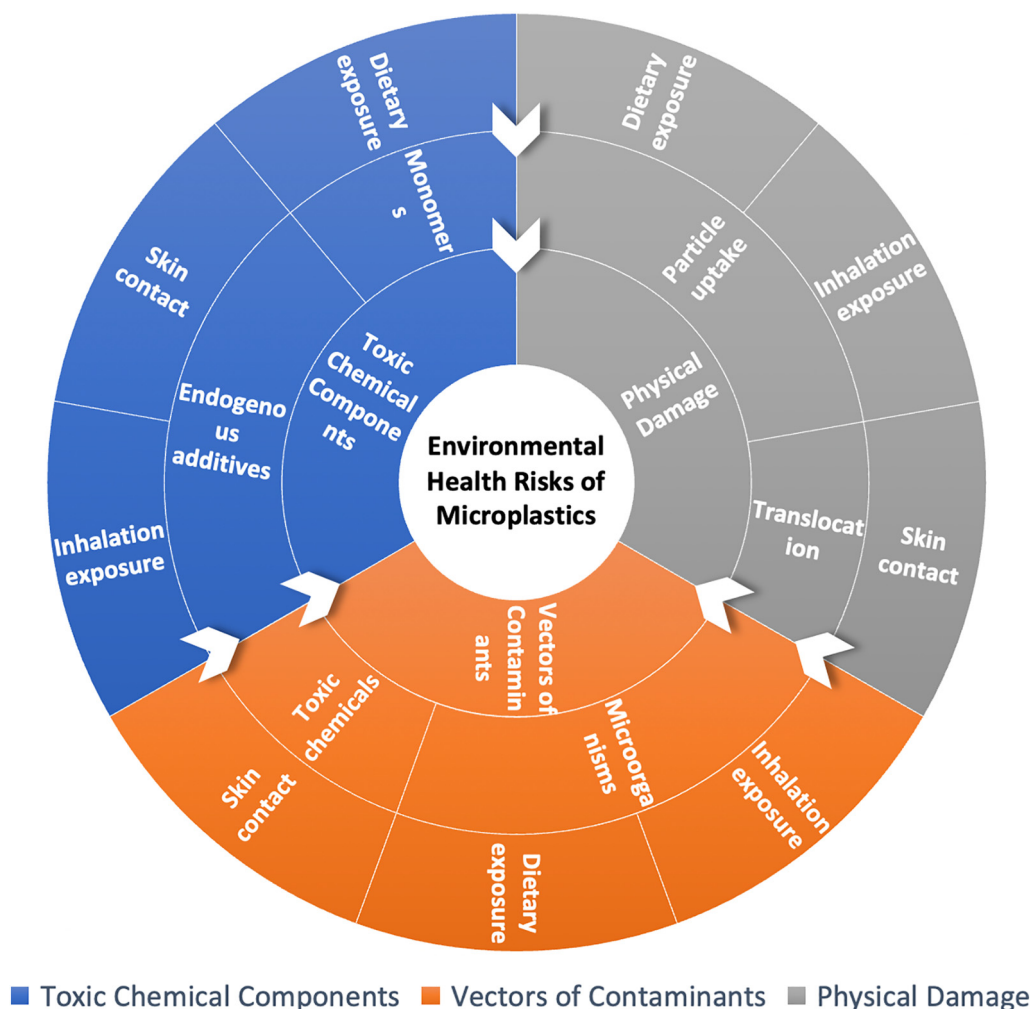 Dietary
exposure
Dietary
exposure
Monomer
s
Skin
contact
Particle
uptake
Inhalation
exposure
Toxic
Chemical
Compone
nts
Physical
Damage
Endogeno
us
additives
Environmental
Health Risks of
Microplastics
Inhalation
exposure
Translocat
ion
Skin
contact
Vectors of
Contamin
ants
Toxic
chemicals
Microorga
nisms
Skin
contact
Inhalation
exposure
Dietary
exposure
Toxic Chemical Components
Vectors of Contaminants
Physical Damage